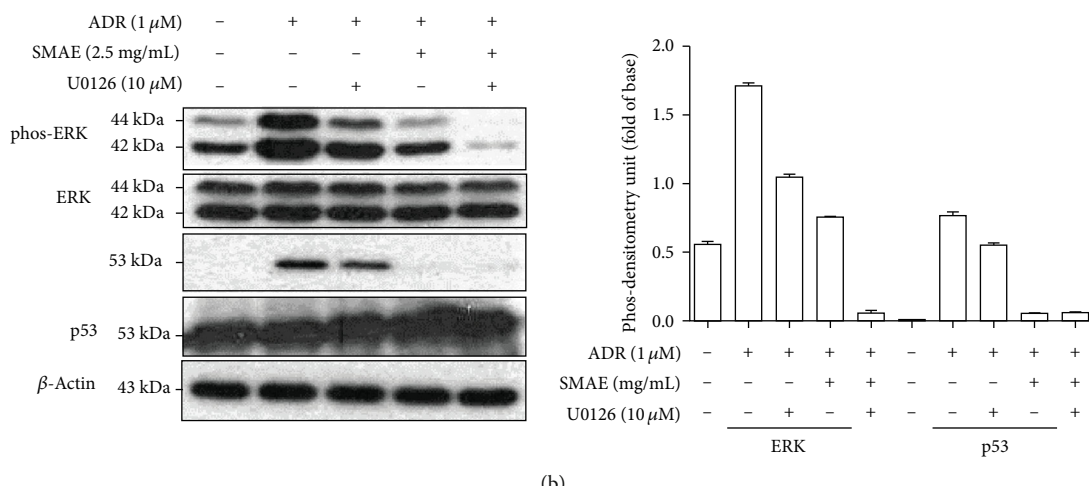 ADR (1 μM) – + + + +
SMAE (2.5 mg/mL) – – – + +
U0126 (10 μM) – – + – +
phos-ERK
44 kDa
42 kDa
ERK
44 kDa
42 kDa
53 kDa
p53
53 kDa
β-Actin
43 kDa
Phos-densitometry unit (fold of base)
2.0
1.5
1.0
0.5
0.0
ADR (1 μM) – + + + + – + + + +
SMAE (mg/mL) – – – + + – – – + +
U0126 (10 μM) – – + – + – – + – +
ERK p53
(b)